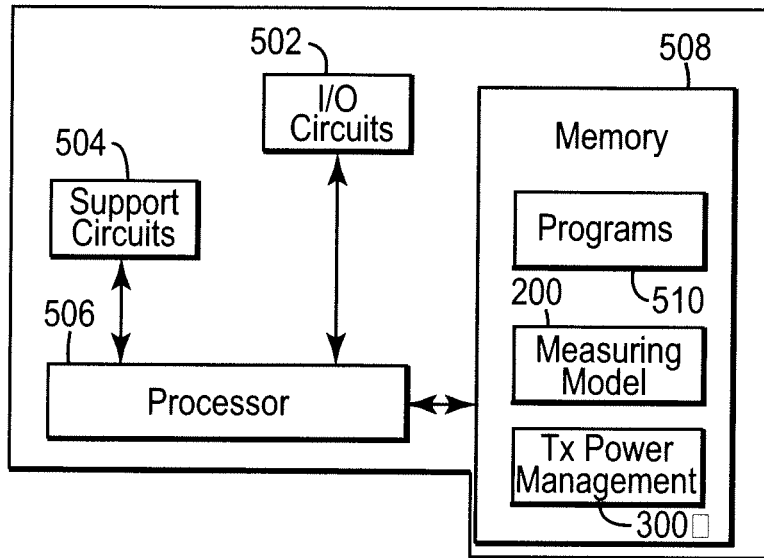 502
508
I/O
Circuits
504
Memory
Support
Circuits
Programs
510
506
200
Measuring
Model
Processor
Tx Power
Management
300